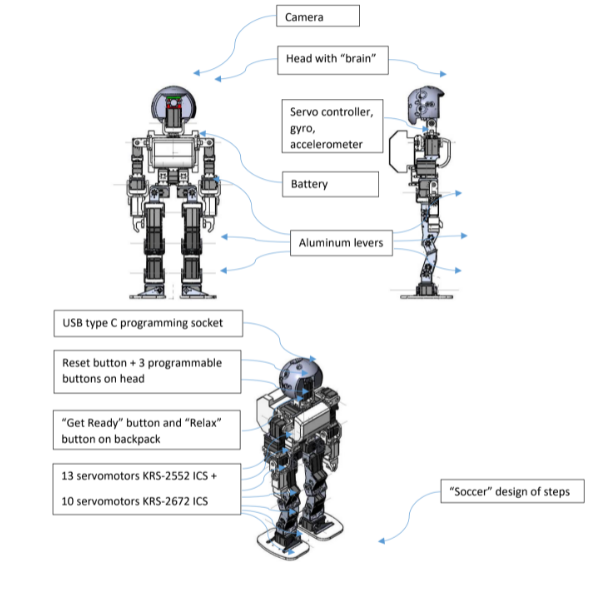 Camera
Head with “brain”
Servo controller,
gyro,
accelerometer
Battery
Aluminum levers
USB type C programming socket
Reset button + 3 programmable
buttons on head
“Get Ready” button and “Relax”
button on backpack
13 servomotors KRS-2552 ICS +
10 servomotors KRS-2672 ICS
“Soccer” design of steps